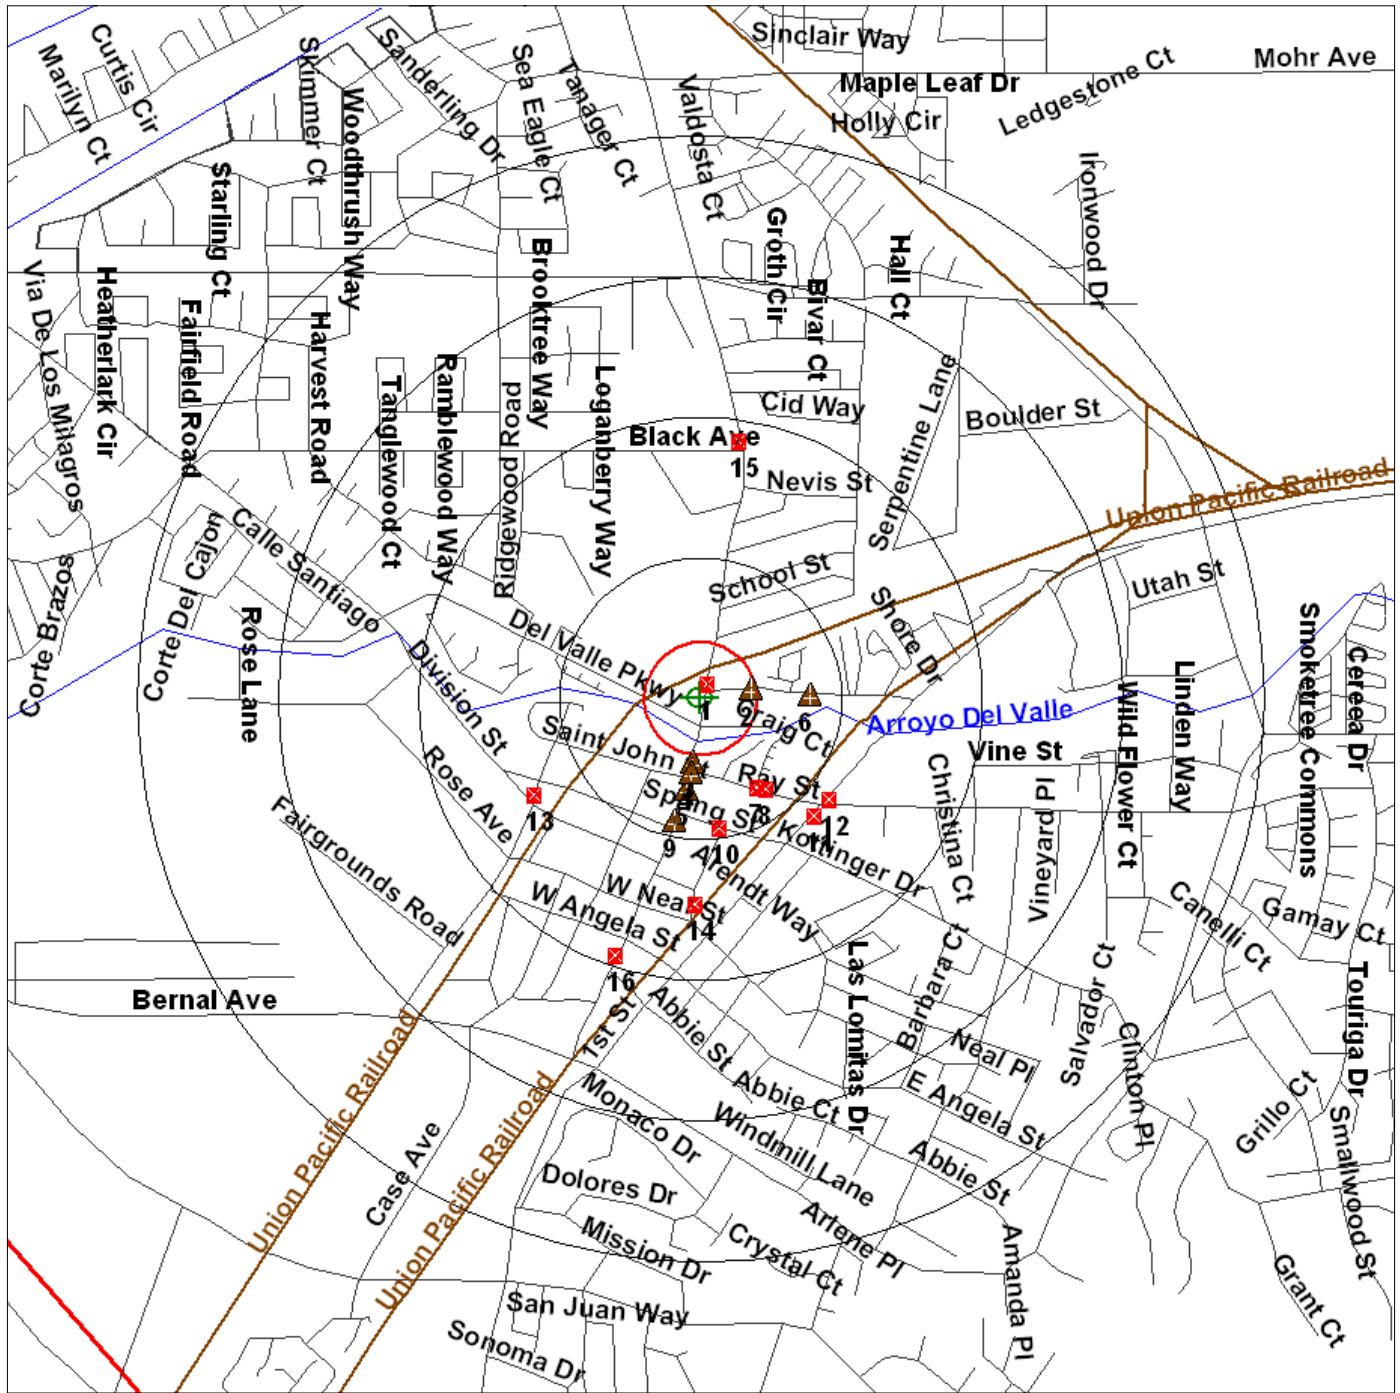 Sinclair Way
Mohr Ave
Maple Leaf Dr
Ledgestone Ct
Holly Cir
Curtis Cir
Marilyn Ct
Skimmer Ct
Woodthrush Way
Sanderling Dr
Sea Eagle Ct
Tanager Ct
Valdosta Ct
Ironwood Dr
Starling Ct
Groth Cir
Hall Ct
Bivar Ct
Via De Los Milagros
Heatherlark Cir
Fairfield Road
Harvest Road
Tanglewood Ct
Ramblewood Way
Brooktree Way
Ridgewood Road
Loganberry Way
Cid Way
Serpentine Lane
Boulder St
Black Ave
15
Nevis St
Union Pacific Railroad
Calle Santiago
Corte Del Cajon
Corte Brazos
School St
Shore Dr
Utah St
Rose Lane
Del Valle Pkwy
Division St
Smoketree Commons
Cereea Dr
Linden Way
Wild Flower Ct
1
2
6
Craig Ct
Arroyo Del Valle
Saint John St
Vine St
Rose Ave
Ray St
Spring St
7
8
9
10
11
12
13
Kottinger Dr
Christina Ct
Vineyard Pl
Fairgrounds Road
Arendt Way
W Neal St
14
W Angela St
16
Canelli Ct
Gamay Ct
Las Lomitas Dr
Barbara Ct
Salvador Ct
Touriga Dr
Bernal Ave
1st St
Abbie St
Neal Pl
Clinton Pl
Union Pacific Railroad
Abbie Ct
E Angela St
Monaco Dr
Windmill Lane
Grillo Ct
Smallwood St
Union Pacific Railroad
Case Ave
Abbie St
Dolores Dr
Arlene Pl
Mission Dr
Crystal Ct
Amanda Pl
Grant Ct
San Juan Way
Sonoma Dr